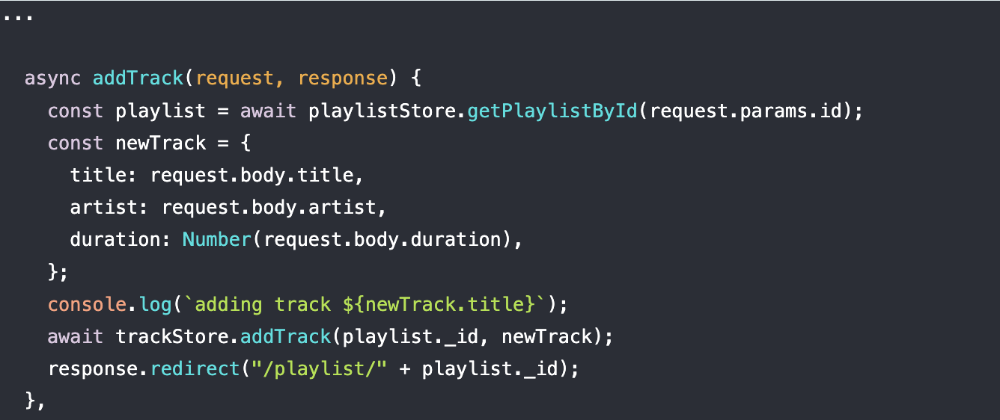 ...
async addTrack(request, response) {
const playlist = await playlistStore.getPlaylistById(request.params.id);
const newTrack = {
title: request.body.title,
artist: request.body.artist,
duration: Number(request.body.duration),
};
console.log(`adding track ${newTrack.title}`);
await trackStore.addTrack(playlist._id, newTrack);
response.redirect("/playlist/" + playlist._id);
},